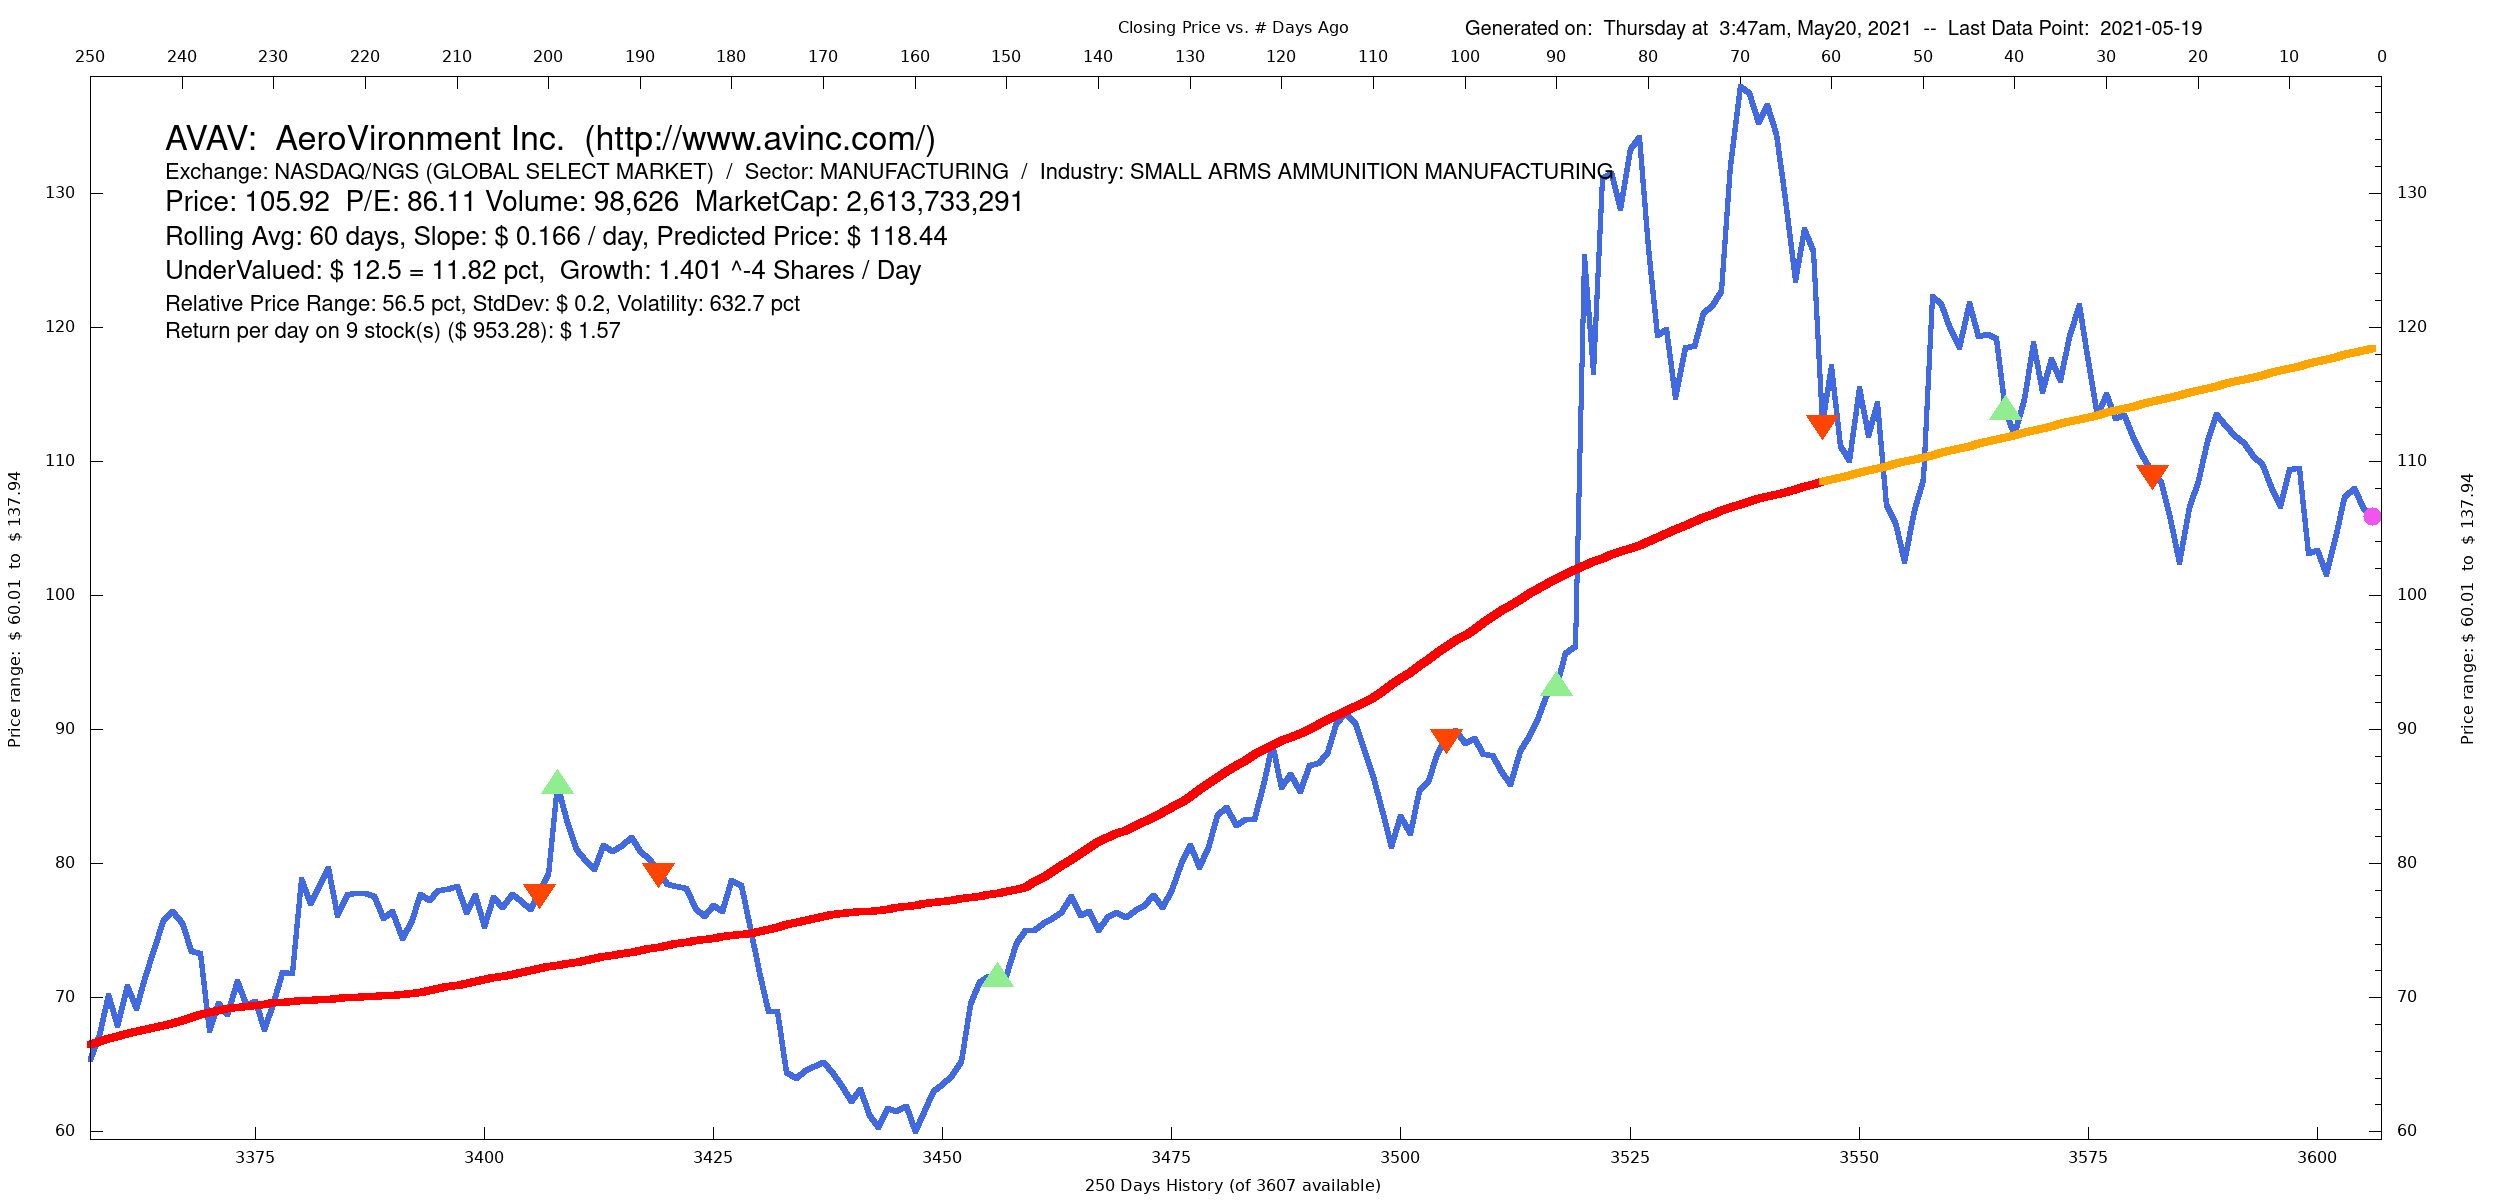 Closing Price vs. # Days Ago
Generated on:  Thursday at  3:47am, May20, 2021  --  Last Data Point:  2021-05-19
250 240 230 220 210 200 190 180 170 160 150 140 130 120 110 100 90 80 70 60 50 40 30 20 10 0
AVAV:  AeroVironment Inc.  (http://www.avinc.com/)
Exchange: NASDAQ/NGS (GLOBAL SELECT MARKET)  /  Sector: MANUFACTURING  /  Industry: SMALL ARMS AMMUNITION MANUFACTURING
Price: 105.92  P/E: 86.11 Volume: 98,626  MarketCap: 2,613,733,291
Rolling Avg: 60 days, Slope: $ 0.166 / day, Predicted Price: $ 118.44
UnderValued: $ 12.5 = 11.82 pct,  Growth: 1.401 ^-4 Shares / Day
Relative Price Range: 56.5 pct, StdDev: $ 0.2, Volatility: 632.7 pct
Return per day on 9 stock(s) ($ 953.28): $ 1.57
130 130
120 120
110 110
100 100
90 90
80 80
70 70
60 60
Price range:  $ 60.01  to  $ 137.94
Price range: $ 60.01  to  $ 137.94
3375 3400 3425 3450 3475 3500 3525 3550 3575 3600
250 Days History (of 3607 available)